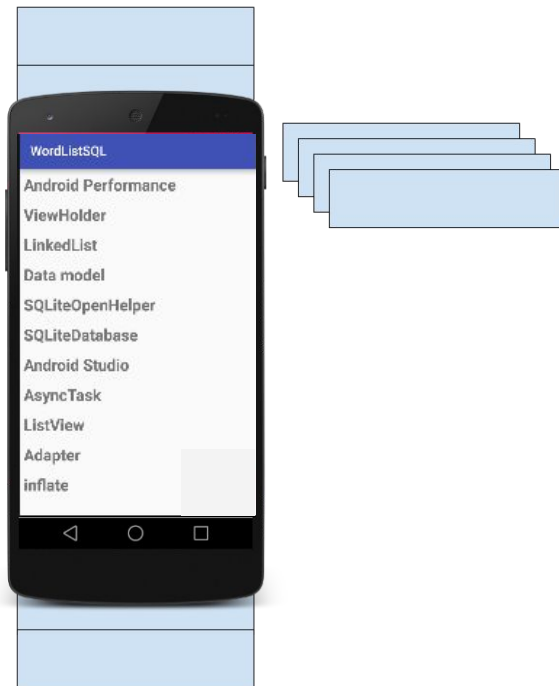 WordListSQL
Android Performance
ViewHolder
LinkedList
Data model
SQLiteOpenHelper
SQLiteDatabase
Android Studio
AsyncTask
ListView
Adapter
inflate